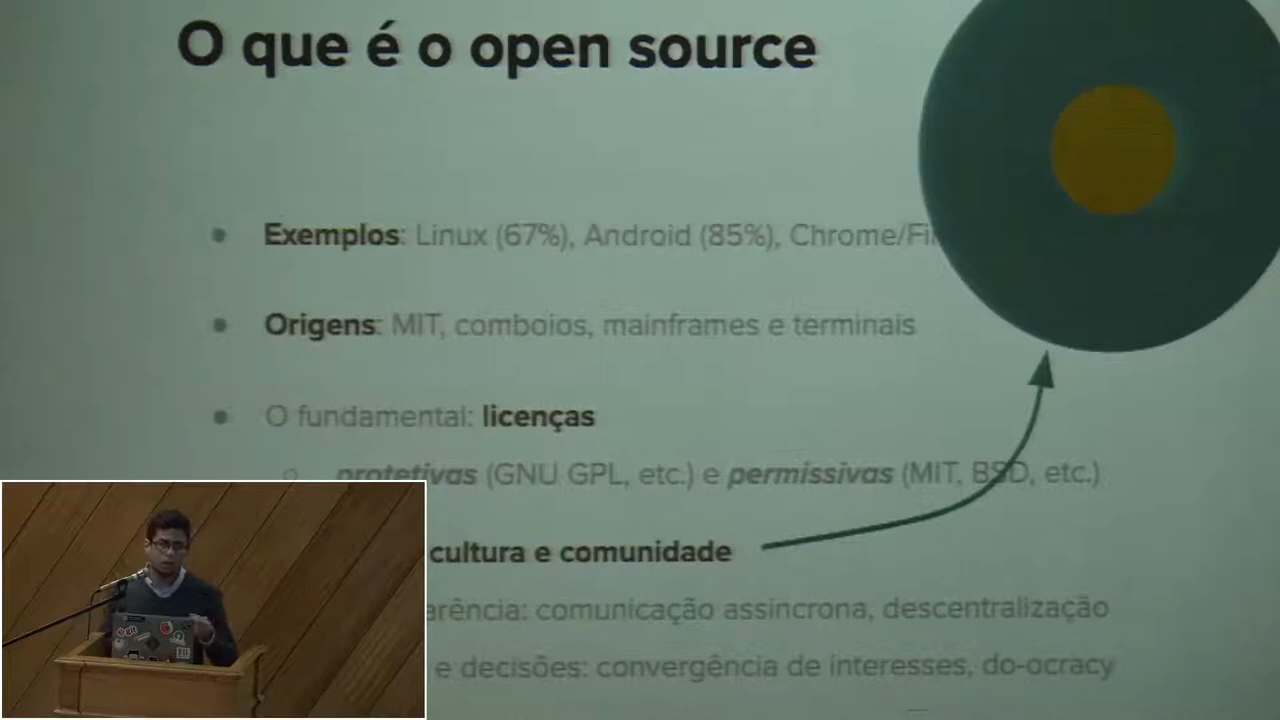 O que é o open source
Exemplos: Linux (67%), Android (85%), Chrome/Fi
Origens: MIT, comboios, mainframes e terminais
O fundamental: licenças
protetivas (GNU GPL, etc.) e permissivas (MIT, BSD, etc.)
cultura e comunidade
arência: comunicação assíncrona, descentralização
e decisões: convergência de interesses, do-ocracy